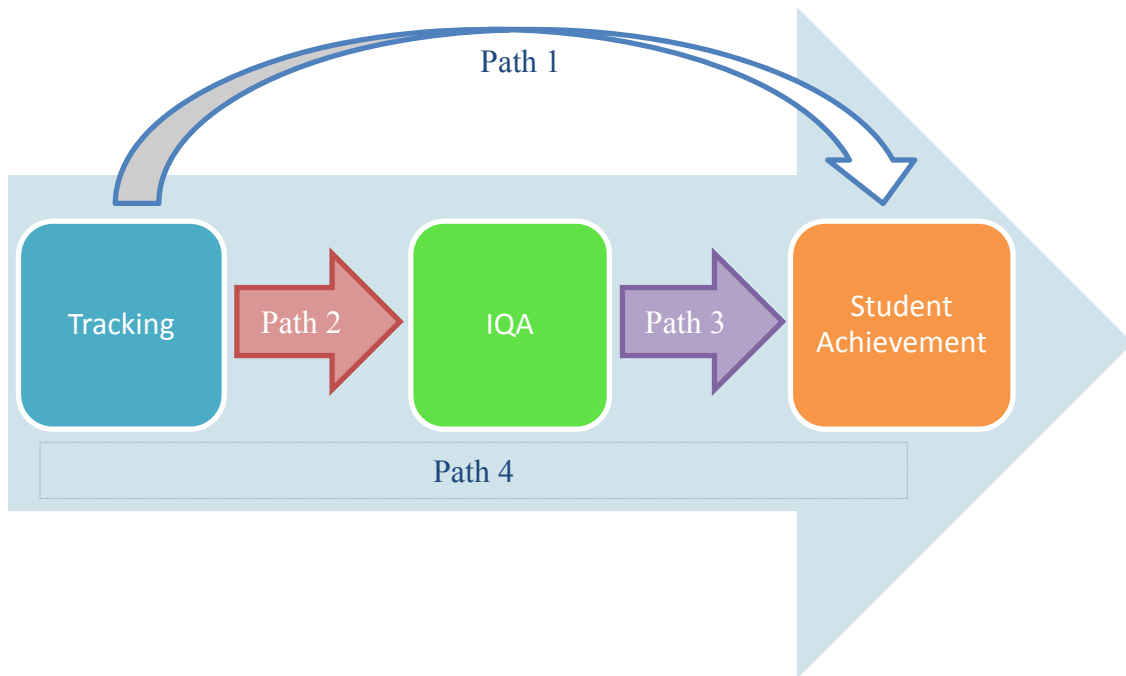 Path 1
Tracking
Path 2
IQA
Path 3
Student
Achievement
Path 4